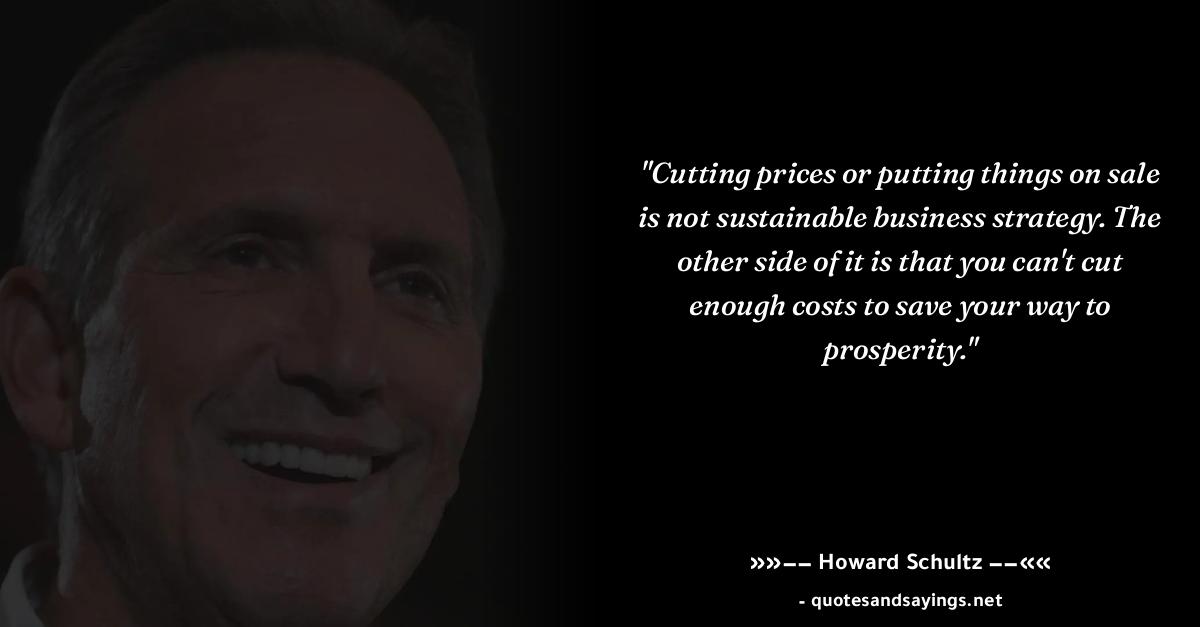 "Cutting prices or putting things on sale
is not sustainable business strategy. The
other side of it is that you can't cut
enough costs to save your way to
prosperity."
»»−− Howard Schultz −−««
- quotesandsayings.net